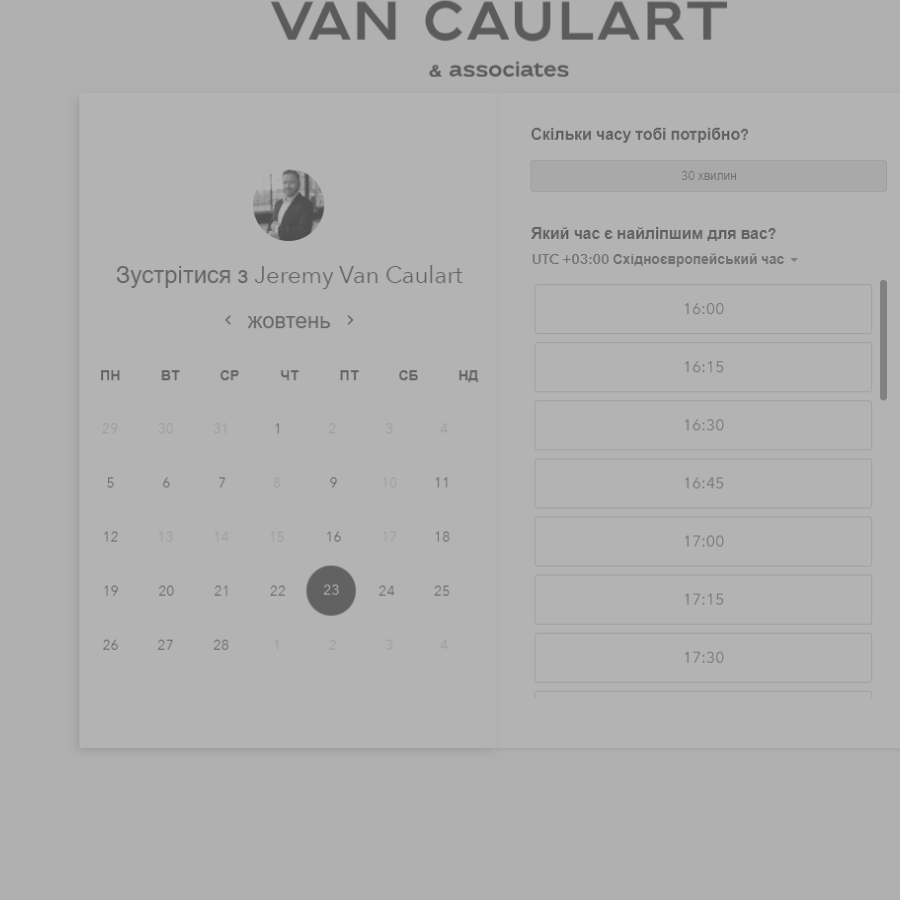 VAN CAULART
& associates
Зустрітися з Jeremy Van Caulart
жовтень
ПН ВТ СР ЧТ ПТ СБ НД
29 30 31 1 2 3 4
5 6 7 8 9 10 11
12 13 14 15 16 17 18
19 20 21 22 23 24 25
26 27 28 1 2 3 4
Скільки часу тобі потрібно?
30 хвилин
Який час є найліпшим для вас?
UTC +03:00 Східноєвропейський час
16:00
16:15
16:30
16:45
17:00
17:15
17:30